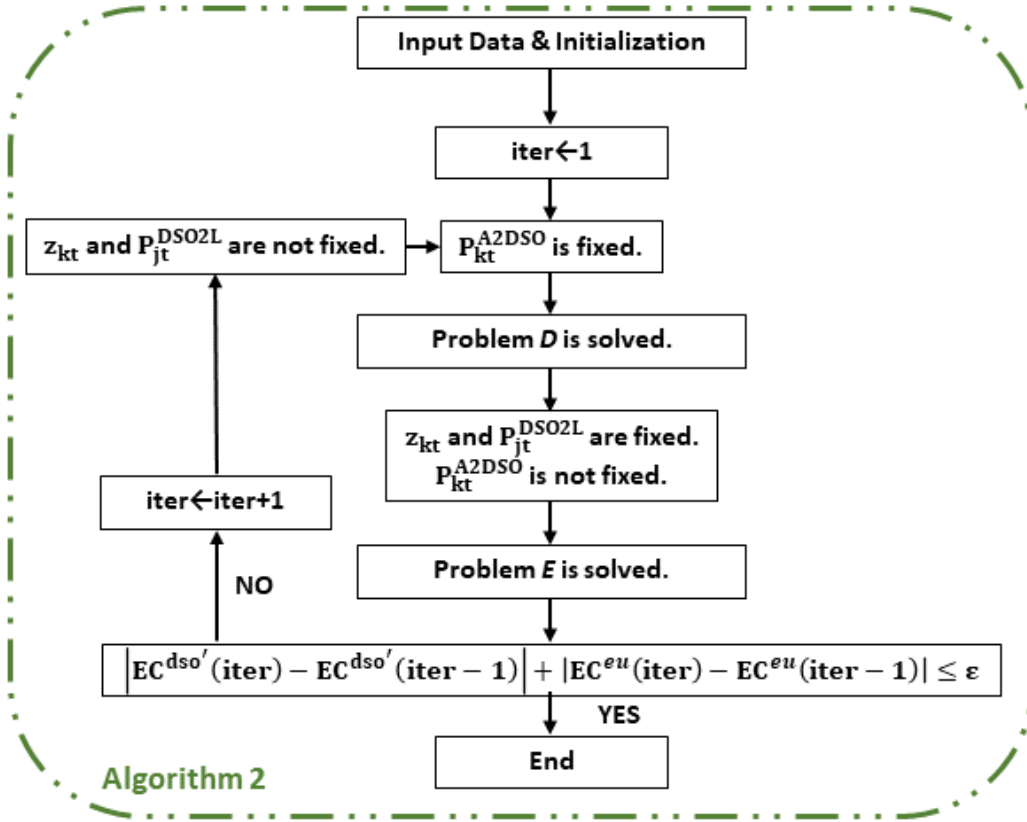 Input Data & Initialization
iter←1
z_kt and P_jt^DSO2L are not fixed.
P_kt^A2DSO is fixed.
Problem D is solved.
z_kt and P_jt^DSO2L are fixed.
P_kt^A2DSO is not fixed.
iter←iter+1
Problem E is solved.
NO
|EC^dso′(iter) − EC^dso′(iter − 1)| + |EC^eu(iter) − EC^eu(iter − 1)| ≤ ε
YES
End
Algorithm 2